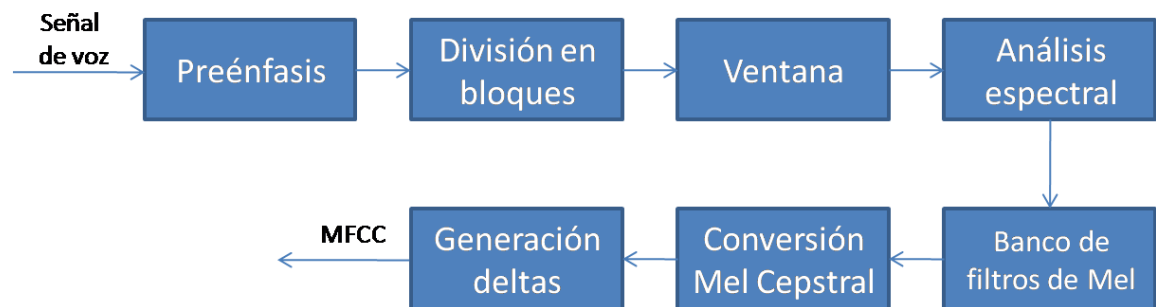 Señal
de voz
Preénfasis
División en
bloques
Ventana
Análisis
espectral
Banco de
filtros de Mel
Conversión
Mel Cepstral
Generación
deltas
MFCC